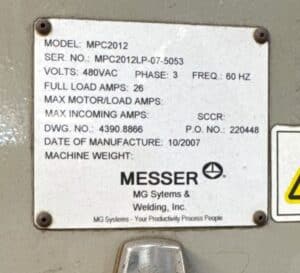 MODEL: MPC2012
SER. NO.: MPC2012LP-07-5053
VOLTS: 480VAC PHASE: 3 FREQ.: 60 HZ
FULL LOAD AMPS: 26
MAX MOTOR/LOAD AMPS:
MAX INCOMING AMPS: SCCR:
DWG. NO.: 4390.8866 P.O. NO.: 220448
DATE OF MANUFACTURE: 10/2007
MACHINE WEIGHT:
MESSER
MG Sytems &
Welding, Inc.
MG Systems - Your Productivity Process People